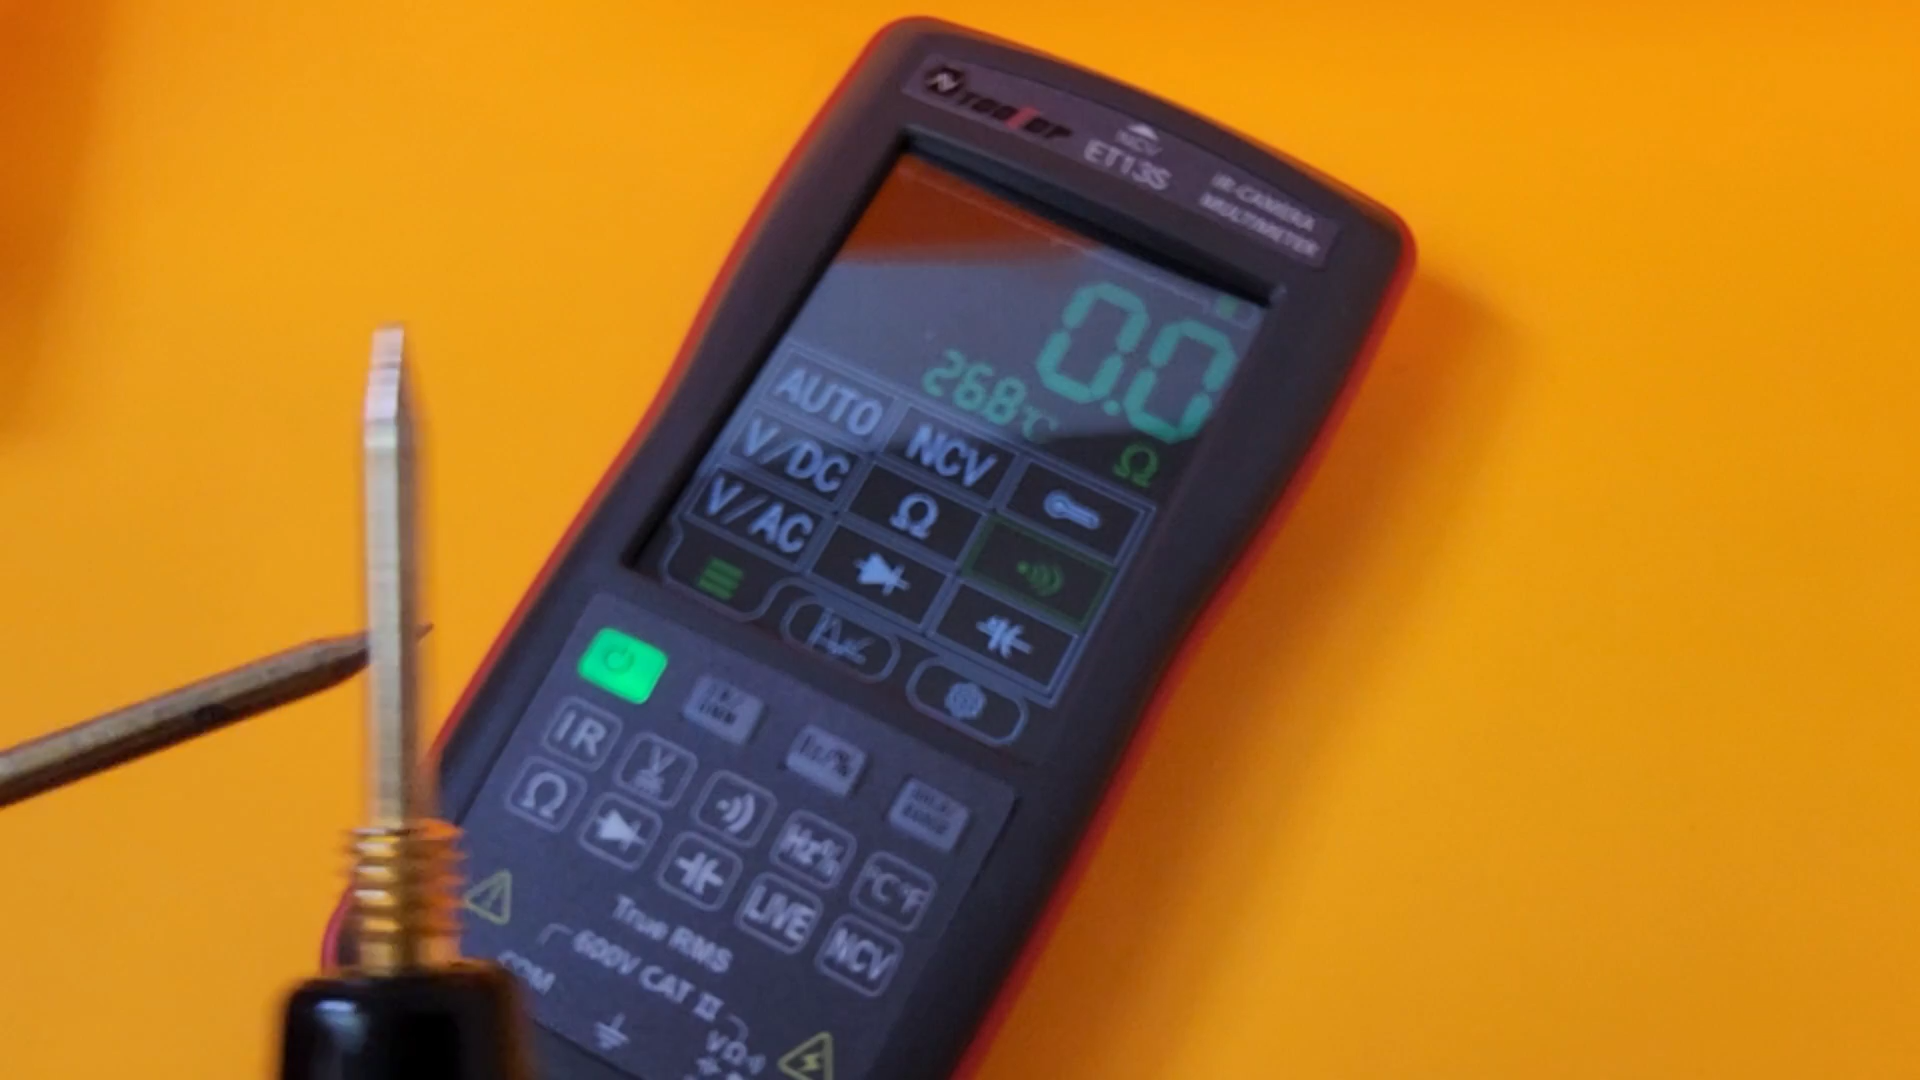 TOOLTOP
NCV
ET13S
IR-CAMERA
MULTIMETER
0.0
26.8°C
Ω
AUTO
NCV
V/DC
Ω
V/AC
IR
V
Ω
Hz%
°C°F
LIVE
NCV
True RMS
600V CAT II
COM
VΩ